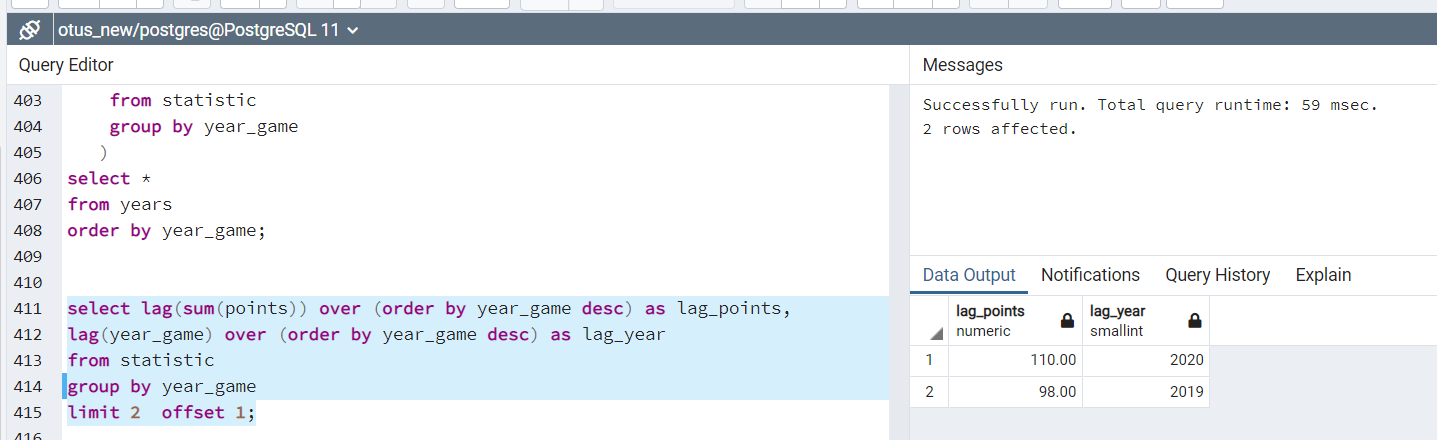 otus_new/postgres@PostgreSQL 11
Query Editor
403 from statistic
404 group by year_game
405 )
406 select *
407 from years
408 order by year_game;
409
410
411 select lag(sum(points)) over (order by year_game desc) as lag_points,
412 lag(year_game) over (order by year_game desc) as lag_year
413 from statistic
414 group by year_game
415 limit 2  offset 1;
416
Messages
Successfully run. Total query runtime: 59 msec.
2 rows affected.
Data Output Notifications Query History Explain
lag_points lag_year
numeric smallint
1 110.00 2020
2 98.00 2019